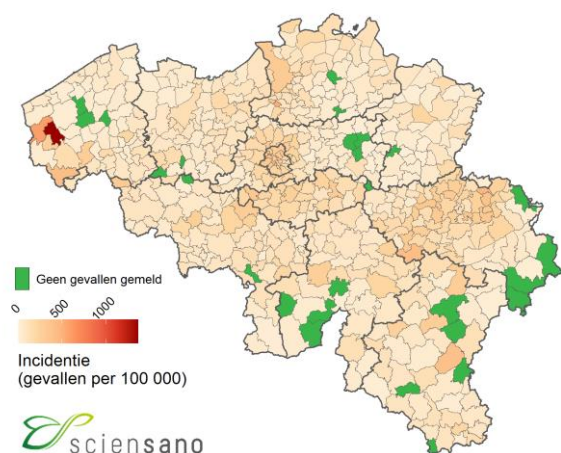 Geen gevallen gemeld
0 500 1000
Incidentie
(gevallen per 100 000)
sciensano